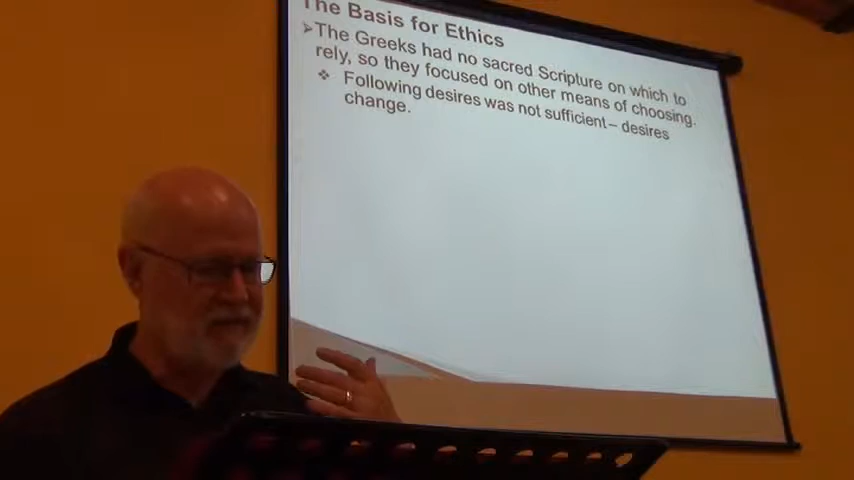 The Basis for Ethics
➢The Greeks had no sacred Scripture on which to
rely, so they focused on other means of choosing.
❖ Following desires was not sufficient – desires
change.